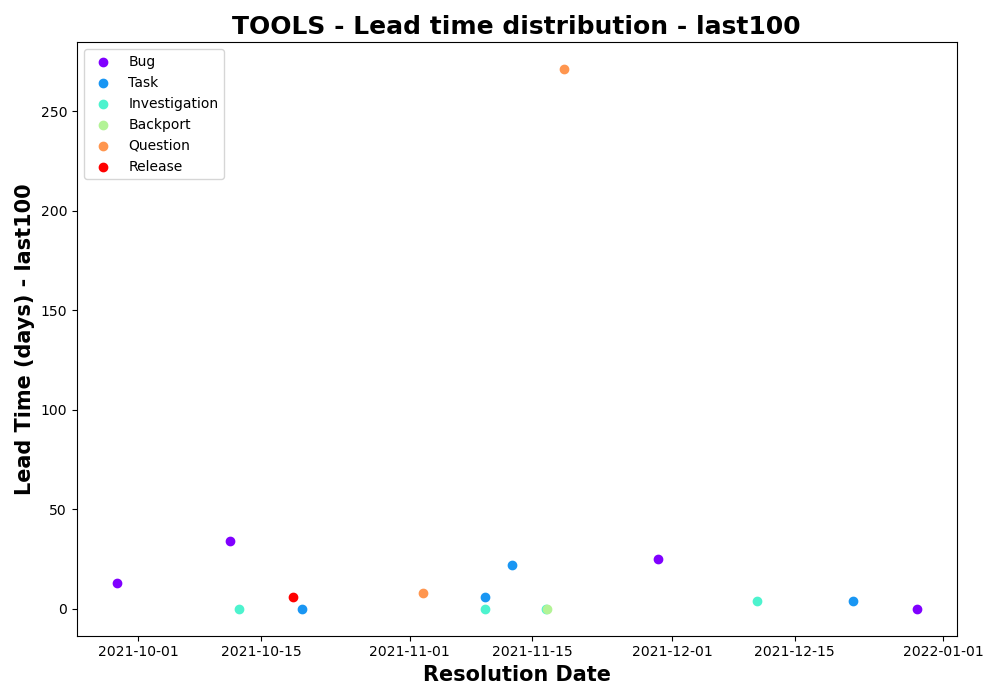 TOOLS - Lead time distribution - last100
Bug
Task
Investigation
Backport
Question
Release
Lead Time (days) - last100
250
200
150
100
50
0
2021-10-01
2021-10-15
2021-11-01
2021-11-15
2021-12-01
2021-12-15
2022-01-01
Resolution Date